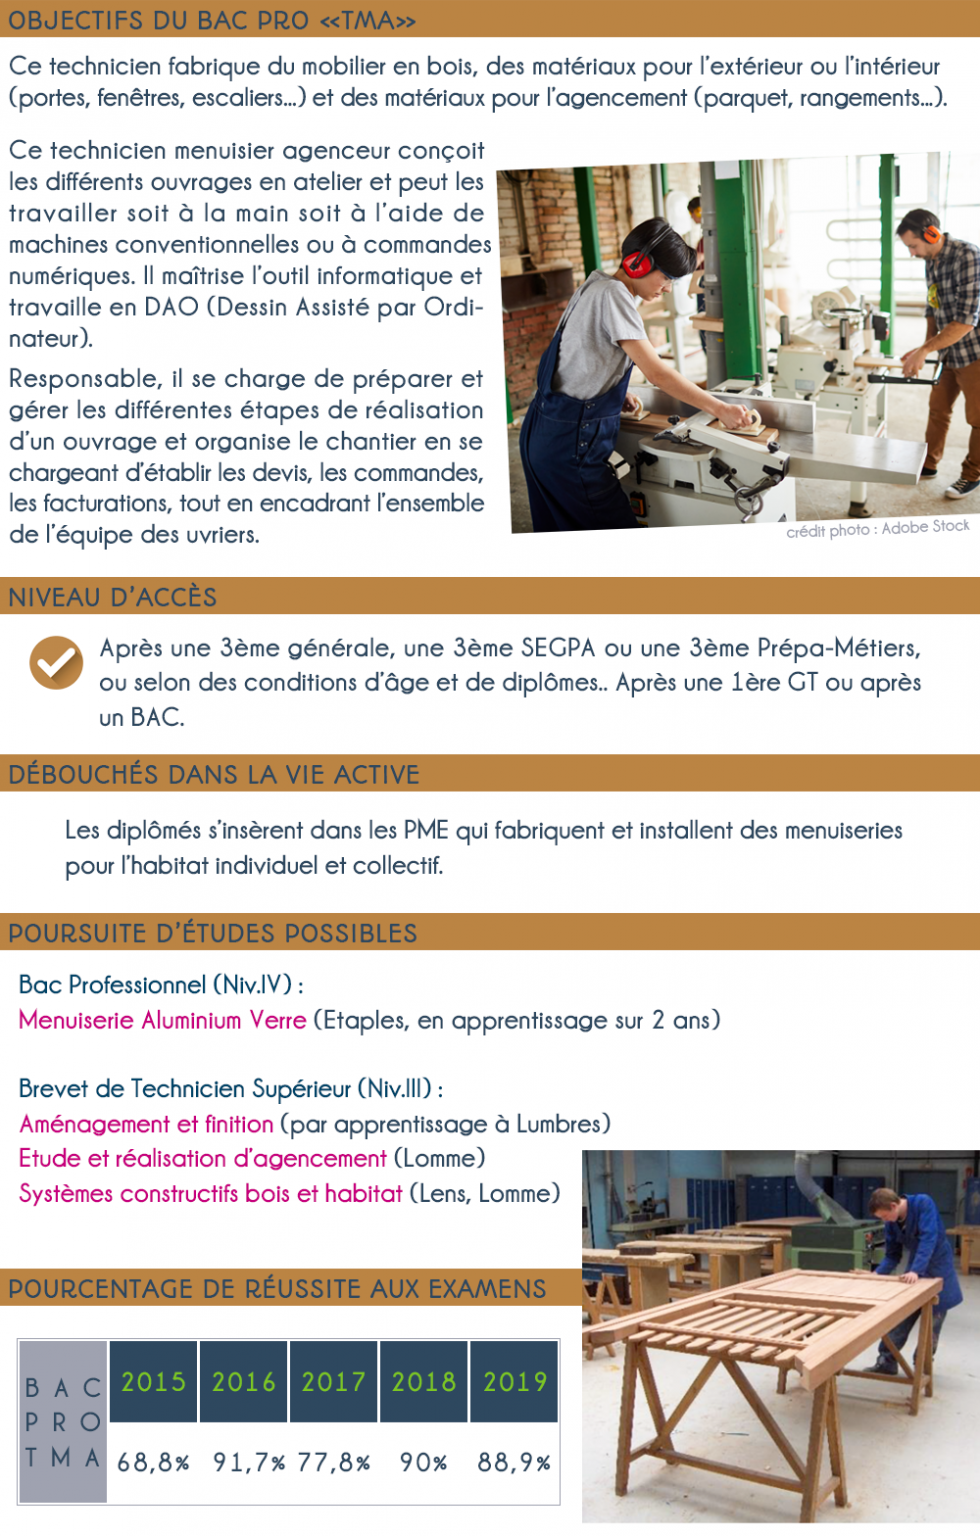 OBJECTIFS DU BAC PRO «TMA»
Ce technicien fabrique du mobilier en bois, des matériaux pour l'extérieur ou l'intérieur
(portes, fenêtres, escaliers...) et des matériaux pour l'agencement (parquet, rangements...).
Ce technicien menuisier agenceur conçoit
les différents ouvrages en atelier et peut les
travailler soit à la main soit à l'aide de
machines conventionnelles ou à commandes
numériques. Il maîtrise l'outil informatique et
travaille en DAO (Dessin Assisté par Ordi-
nateur).
Responsable, il se charge de préparer et
gérer les différentes étapes de réalisation
d'un ouvrage et organise le chantier en se
chargeant d'établir les devis, les commandes,
les facturations, tout en encadrant l'ensemble
de l'équipe des uvriers.
crédit photo : Adobe Stock
NIVEAU D'ACCÈS
Après une 3ème générale, une 3ème SEGPA ou une 3ème Prépa-Métiers,
ou selon des conditions d'âge et de diplômes.. Après une 1ère GT ou après
un BAC.
DÉBOUCHÉS DANS LA VIE ACTIVE
Les diplômés s'insèrent dans les PME qui fabriquent et installent des menuiseries
pour l'habitat individuel et collectif.
POURSUITE D'ÉTUDES POSSIBLES
Bac Professionnel (Niv.IV) :
Menuiserie Aluminium Verre (Etaples, en apprentissage sur 2 ans)
Brevet de Technicien Supérieur (Niv.III) :
Aménagement et finition (par apprentissage à Lumbres)
Etude et réalisation d'agencement (Lomme)
Systèmes constructifs bois et habitat (Lens, Lomme)
POURCENTAGE DE RÉUSSITE AUX EXAMENS
BAC
PRO
TMA
2015 2016 2017 2018 2019
68,8% 91,7% 77,8% 90% 88,9%